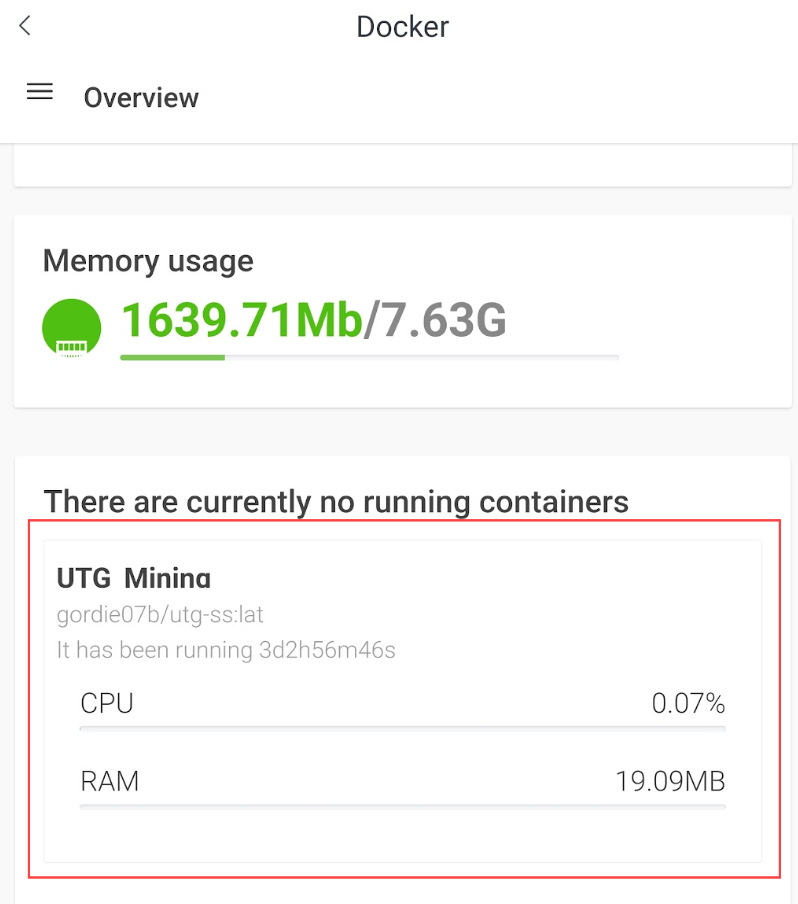 Docker
Overview
Memory usage
1639.71Mb/7.63G
There are currently no running containers
UTG Mining
gordie07b/utg-ss:lat
It has been running 3d2h56m46s
CPU 0.07%
RAM 19.09MB